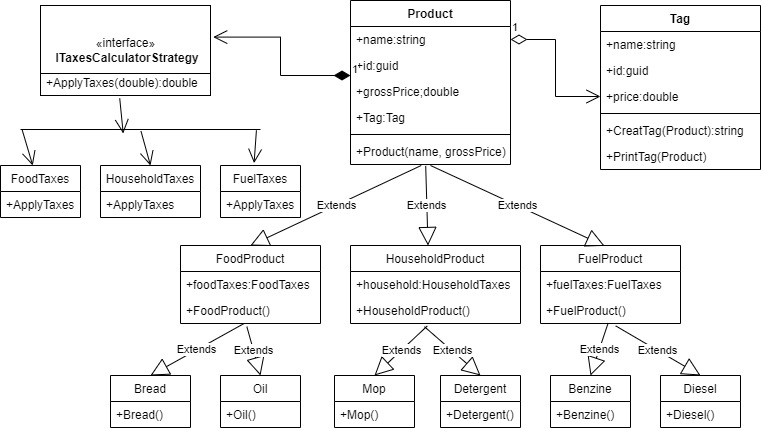 «interface»
ITaxesCalculatorStrategy
+ApplyTaxes(double):double
Product
+name:string
+id:guid
+grossPrice;double
+Tag:Tag
+Product(name, grossPrice)
1
1
Tag
+name:string
+id:guid
+price:double
+CreatTag(Product):string
+PrintTag(Product)
FoodTaxes
+ApplyTaxes
HouseholdTaxes
+ApplyTaxes
FuelTaxes
+ApplyTaxes
Extends
Extends
Extends
FoodProduct
+foodTaxes:FoodTaxes
+FoodProduct()
HouseholdProduct
+household:HouseholdTaxes
+HouseholdProduct()
FuelProduct
+fuelTaxes:FuelTaxes
+FuelProduct()
Extends
Extends
Extends
Extends
Extends
Extends
Bread
+Bread()
Oil
+Oil()
Mop
+Mop()
Detergent
+Detergent()
Benzine
+Benzine()
Diesel
+Diesel()